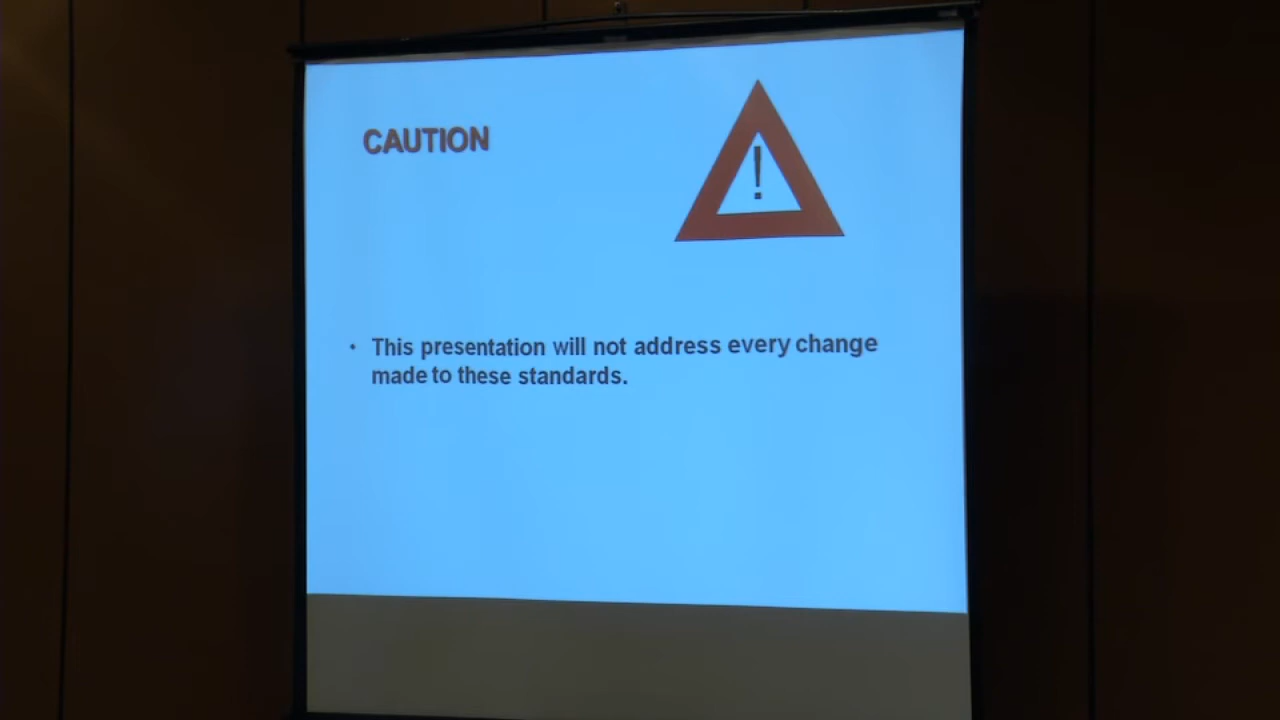 CAUTION
!
• This presentation will not address every change
made to these standards.